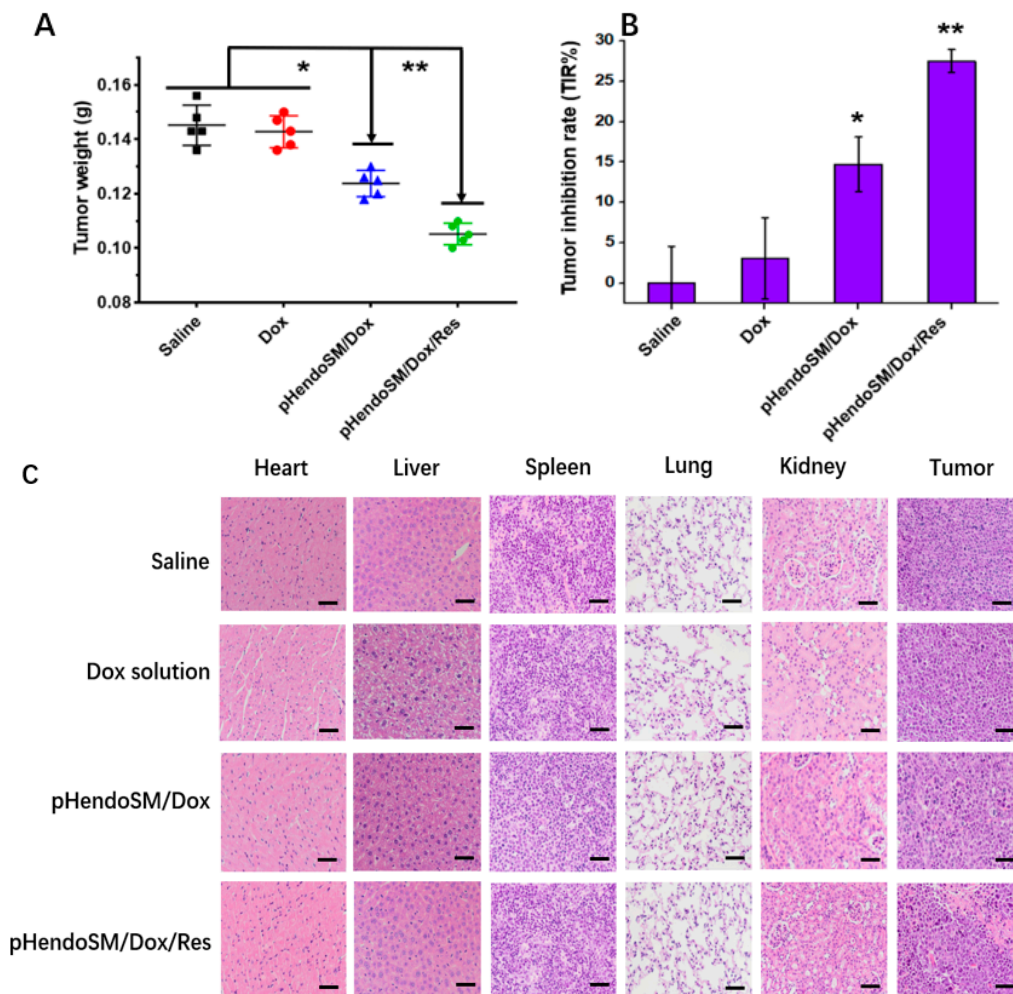 A
Tumor weight (g)
0.16
0.14
0.12
0.10
0.08
*
**
Saline
Dox
pHendoSM/Dox
pHendoSM/Dox/Res
B
Tumor inhibition rate (TIR%)
30
25
20
15
10
5
0
*
**
Saline
Dox
pHendoSM/Dox
pHendoSM/Dox/Res
C
Heart Liver Spleen Lung Kidney Tumor
Saline
Dox solution
pHendoSM/Dox
pHendoSM/Dox/Res